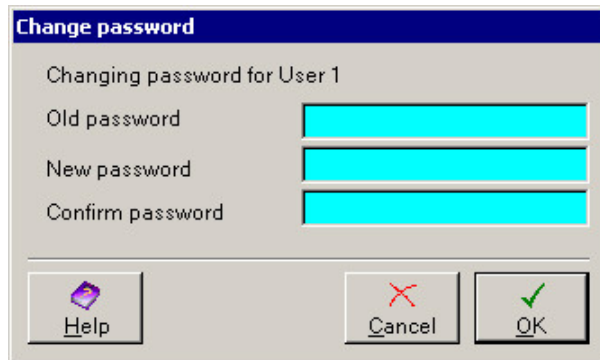 Change password
Changing password for User 1
Old password
New password
Confirm password
Help
Cancel
OK